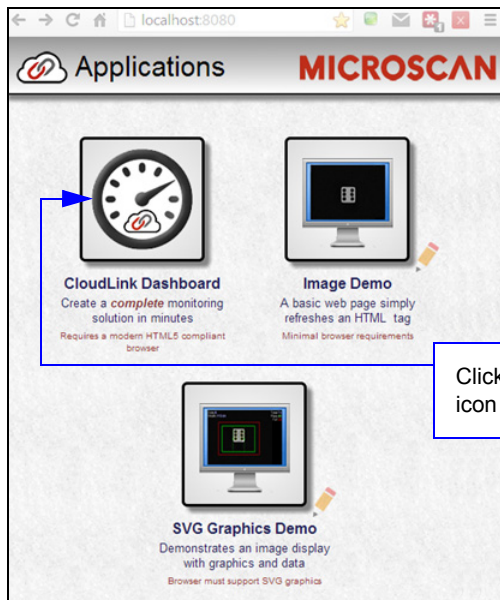 localhost:8080
Applications
MICROSCAN
CloudLink Dashboard
Create a complete monitoring
solution in minutes
Requires a modern HTML5 compliant
browser
Image Demo
A basic web page simply
refreshes an HTML tag
Minimal browser requirements
Click
icon
SVG Graphics Demo
Demonstrates an image display
with graphics and data
Browser must support SVG graphics